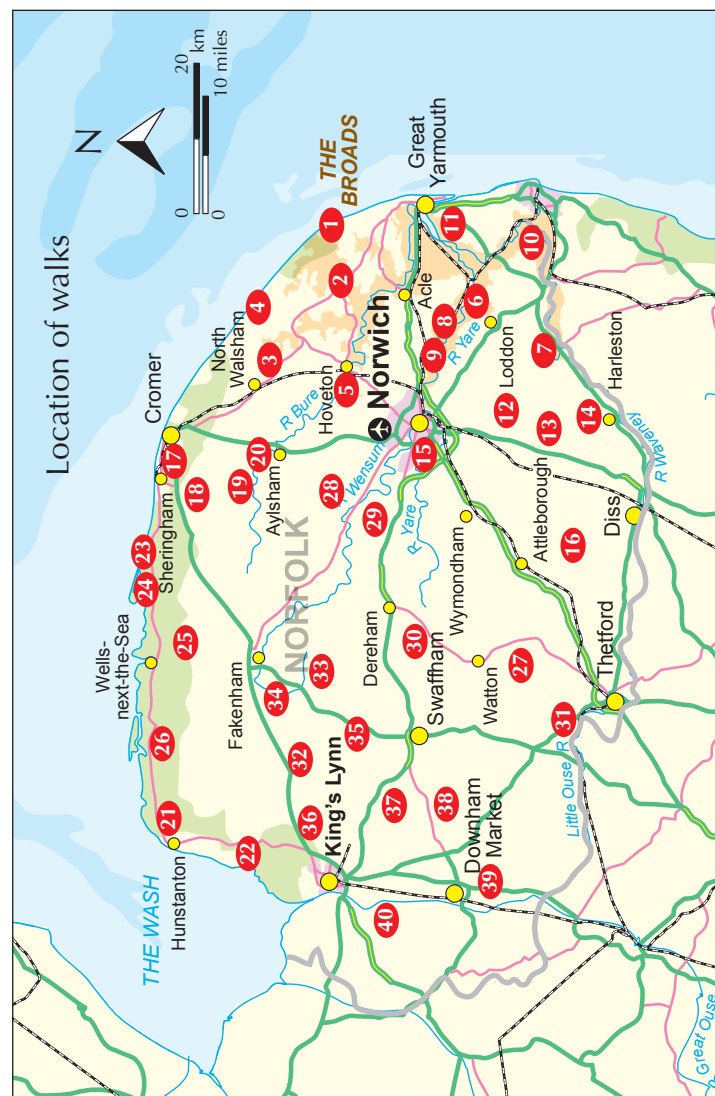 Location of walks
N
0
20
km
0
10 miles
THE WASH
Hunstanton
21
22
26
Wells-
next-the-Sea
25
24
23
Sheringham
17
18
Cromer
19
20
Aylsham
R Bure
North
Walsham
3
4
1
2
THE
BROADS
Hoveton
5
Fakenham
34
33
32
35
36
King's Lynn
NORFOLK
28
R Wensum
29
Norwich
15
9
8
R Yare
6
Acle
Great
Yarmouth
11
10
40
37
38
39
Downham
Market
Swaffham
Dereham
30
R Yare
Wymondham
Watton
27
Attleborough
16
12
13
14
Loddon
7
Harleston
R Waveney
Diss
Thetford
31
Little Ouse R
Great Ouse